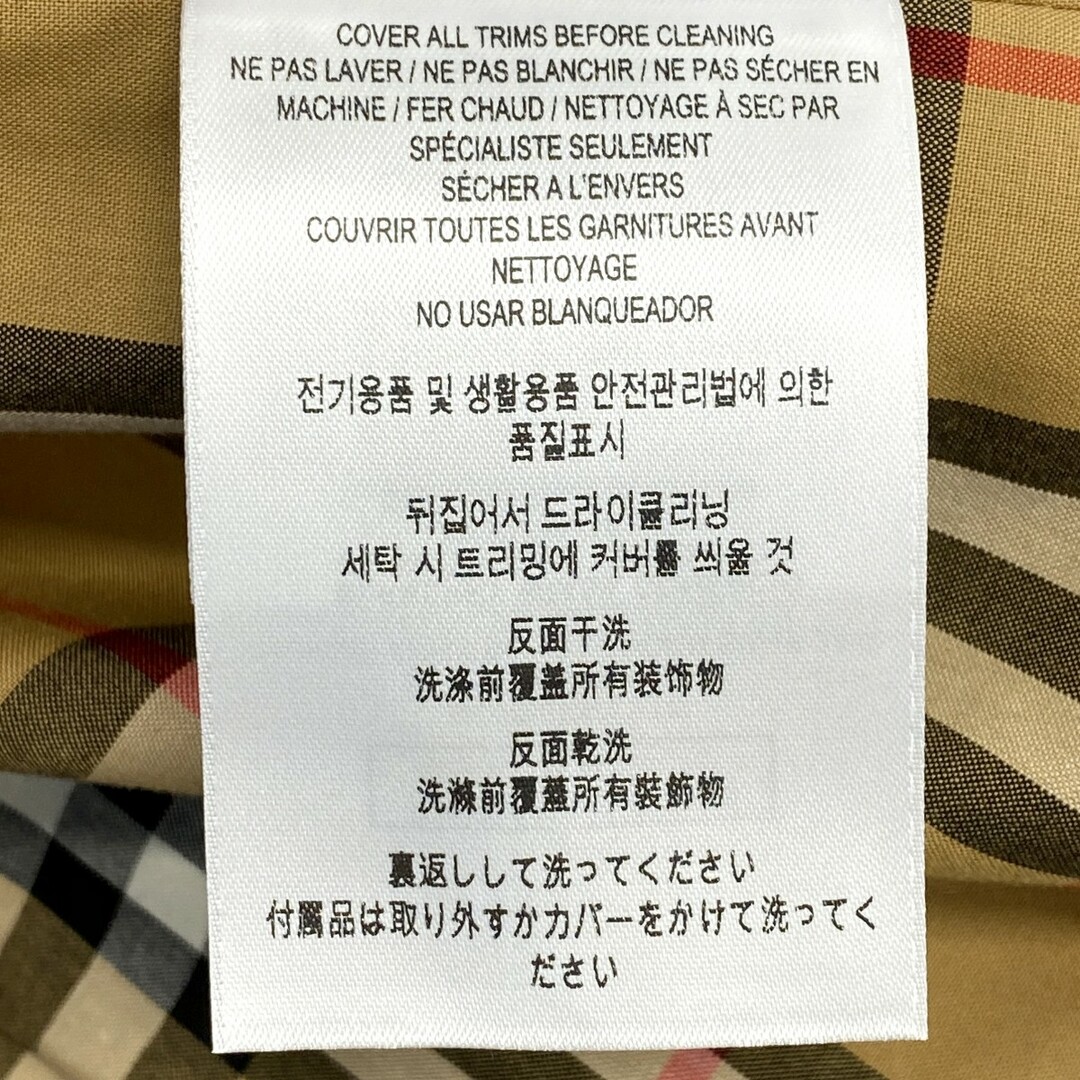 COVER ALL TRIMS BEFORE CLEANING
NE PAS LAVER / NE PAS BLANCHIR / NE PAS SÉCHER EN
MACHINE / FER CHAUD / NETTOYAGE À SEC PAR
SPÉCIALISTE SEULEMENT
SÉCHER A L'ENVERS
COUVRIR TOUTES LES GARNITURES AVANT
NETTOYAGE
NO USAR BLANQUEADOR
전기용품 및 생활용품 안전관리법에 의한
품질표시
뒤집어서 드라이클리닝
세탁 시 트리밍에 커버를 씌울 것
反面干洗
洗涤前覆盖所有装饰物
反面乾洗
洗滌前覆蓋所有裝飾物
裏返しして洗ってください
付属品は取り外すかカバーをかけて洗ってく
ださい